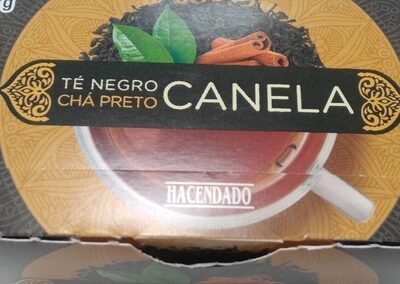 TÉ NEGRO
CHÁ PRETO
CANELA
HACENDADO